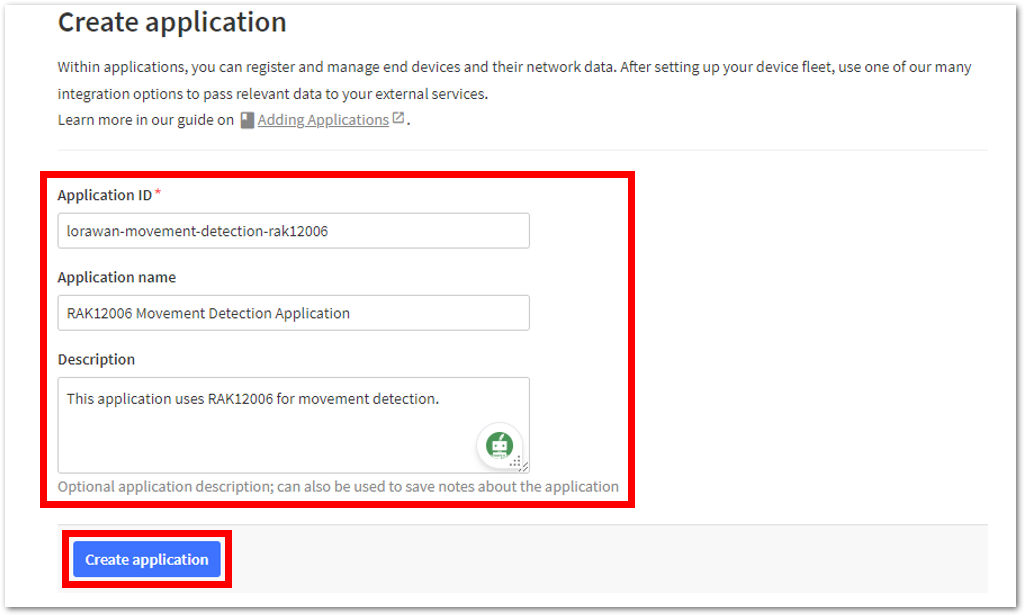 Create application
Within applications, you can register and manage end devices and their network data. After setting up your device fleet, use one of our many
integration options to pass relevant data to your external services.
Learn more in our guide on Adding Applications.
Application ID*
lorawan-movement-detection-rak12006
Application name
RAK12006 Movement Detection Application
Description
This application uses RAK12006 for movement detection.
Optional application description; can also be used to save notes about the application
Create application